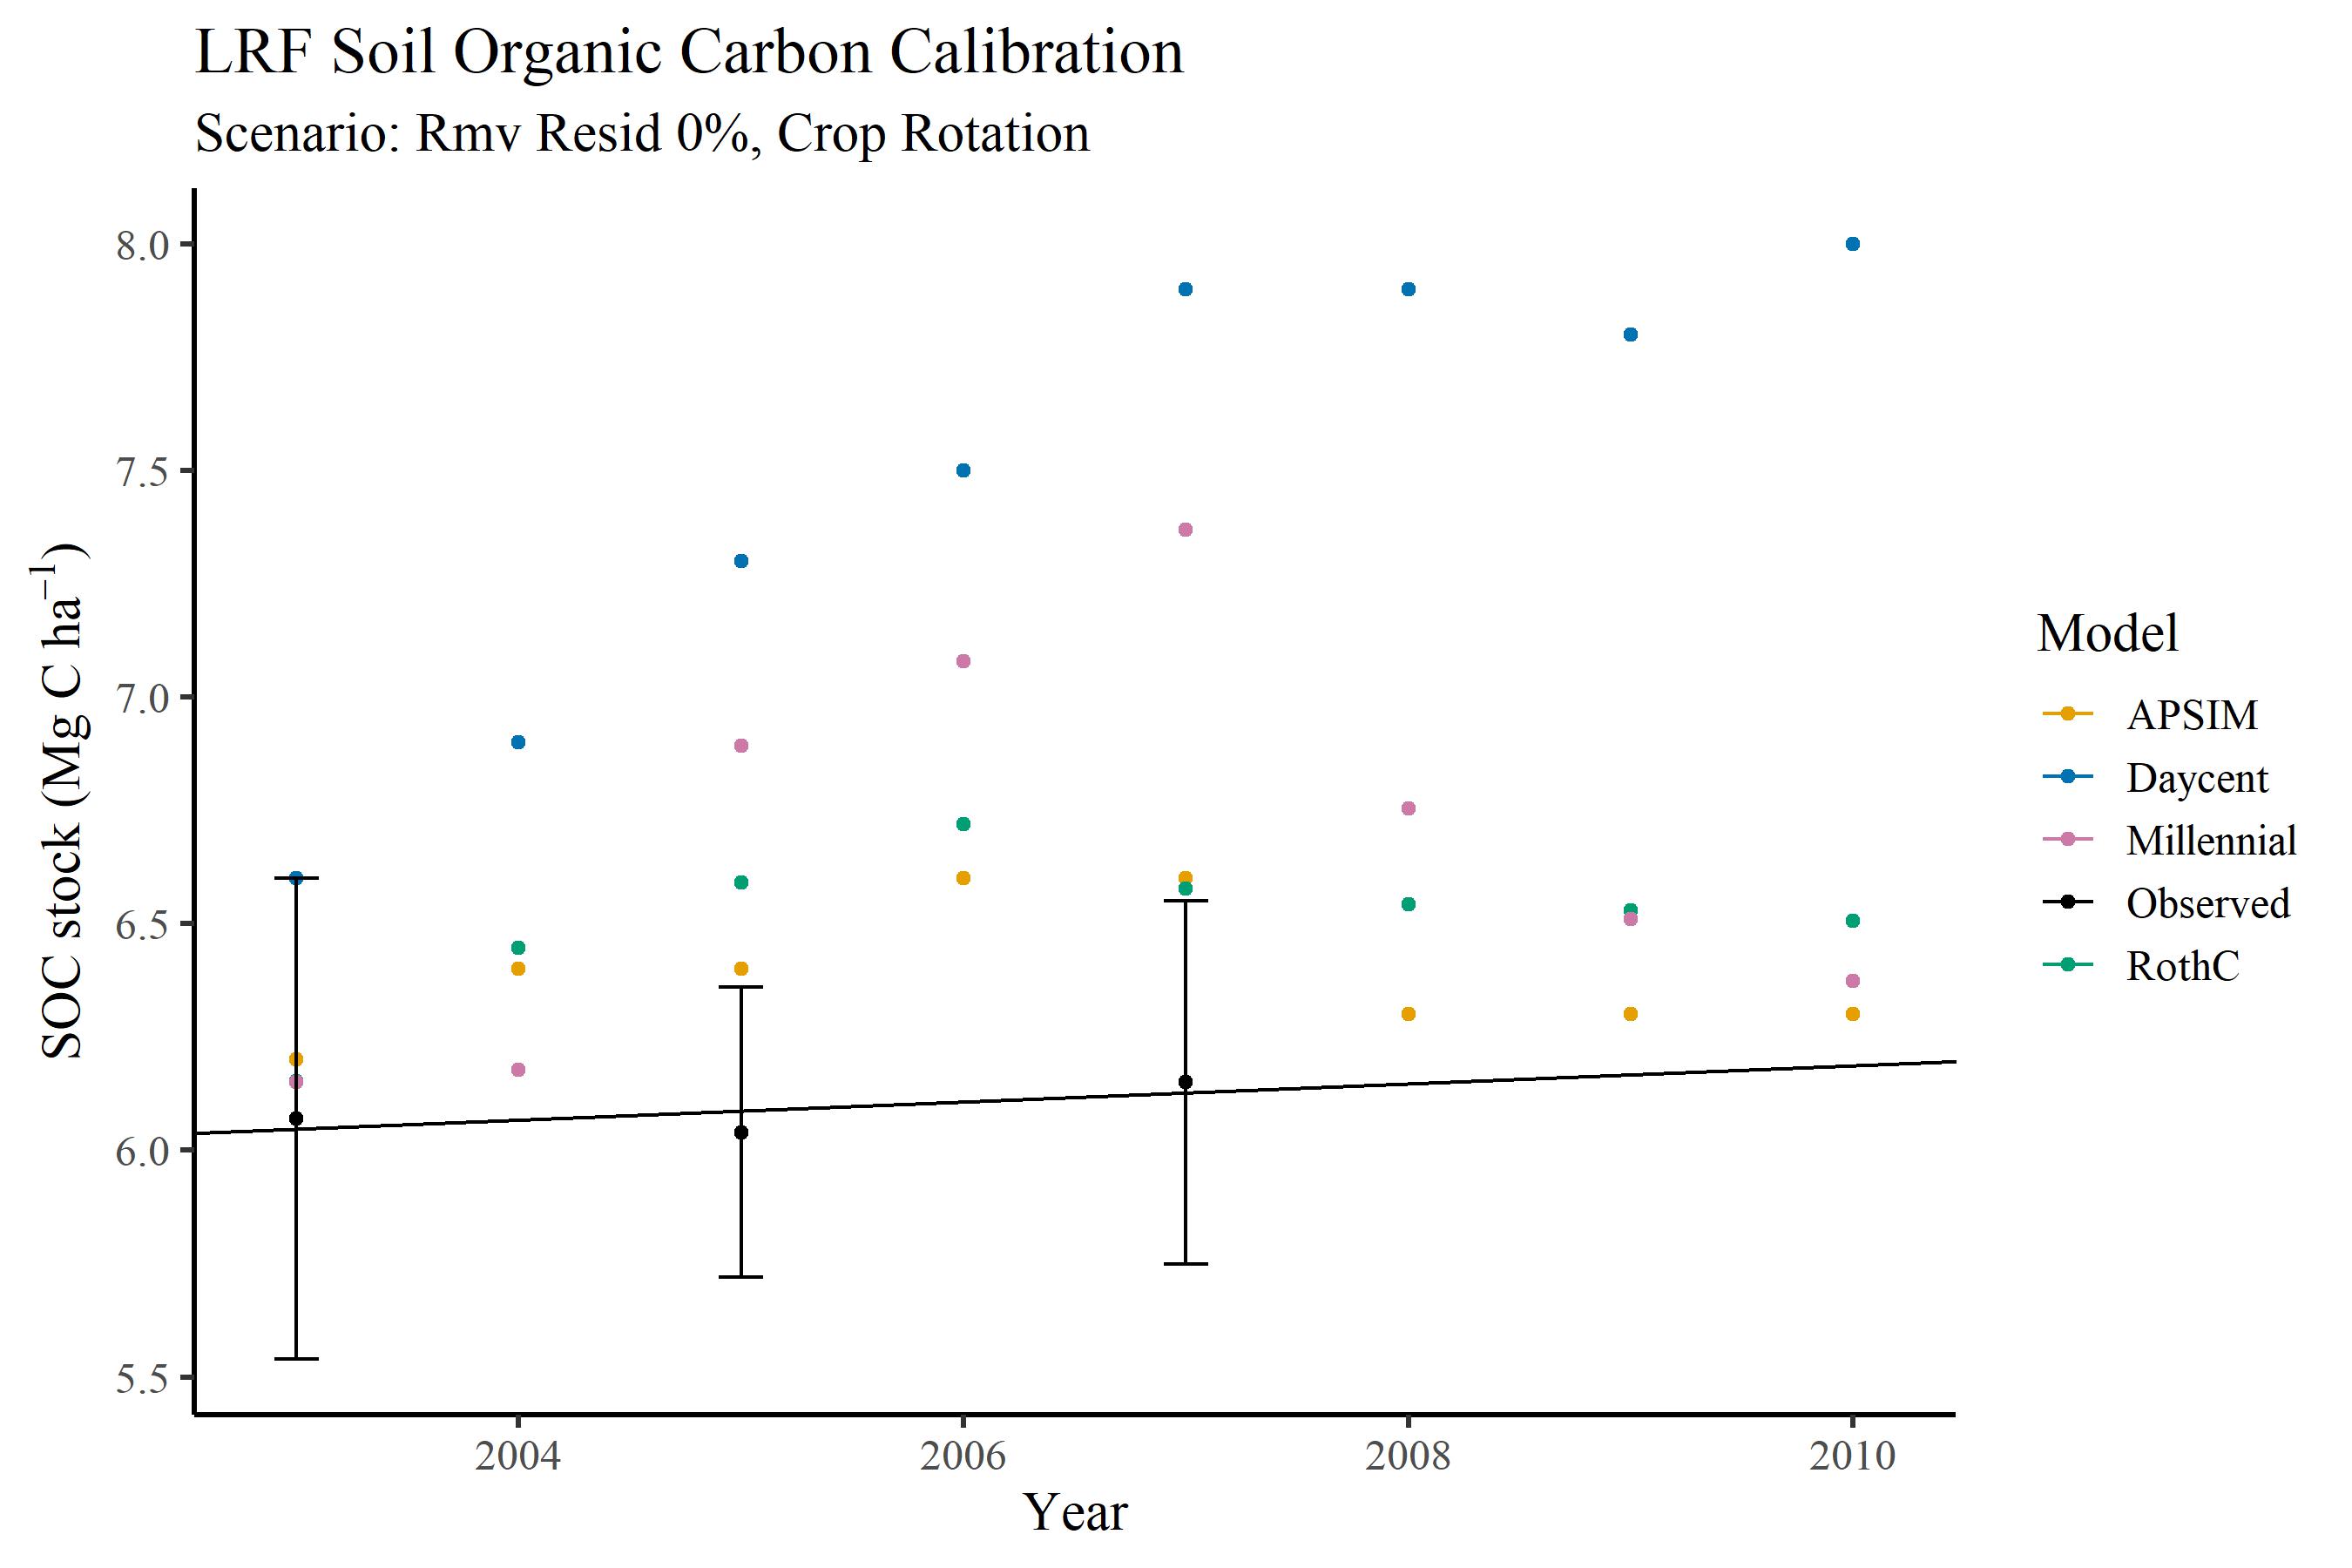 LRF Soil Organic Carbon Calibration
Scenario: Rmv Resid 0%, Crop Rotation
SOC stock (Mg C ha⁻¹)
8.0
7.5
7.0
6.5
6.0
5.5
2004
2006
2008
2010
Year
Model
APSIM
Daycent
Millennial
Observed
RothC